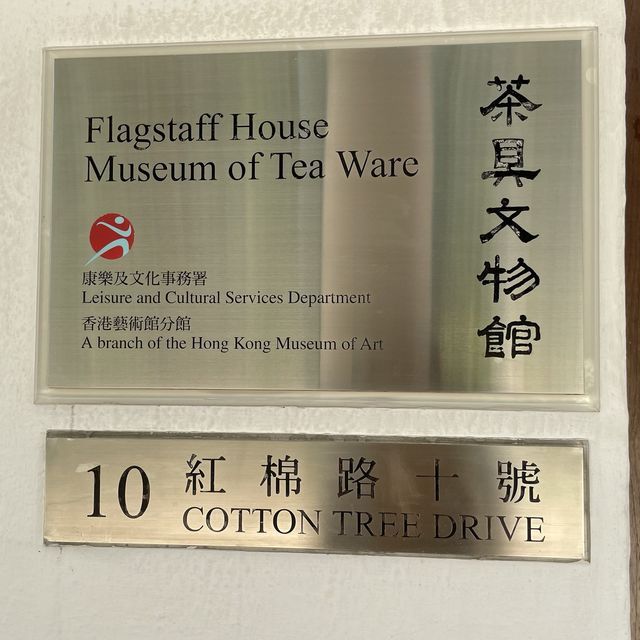 Flagstaff House
Museum of Tea Ware
茶具文物館
康樂及文化事務署
Leisure and Cultural Services Department
香港藝術館分館
A branch of the Hong Kong Museum of Art
10 紅棉路十號
COTTON TREE DRIVE